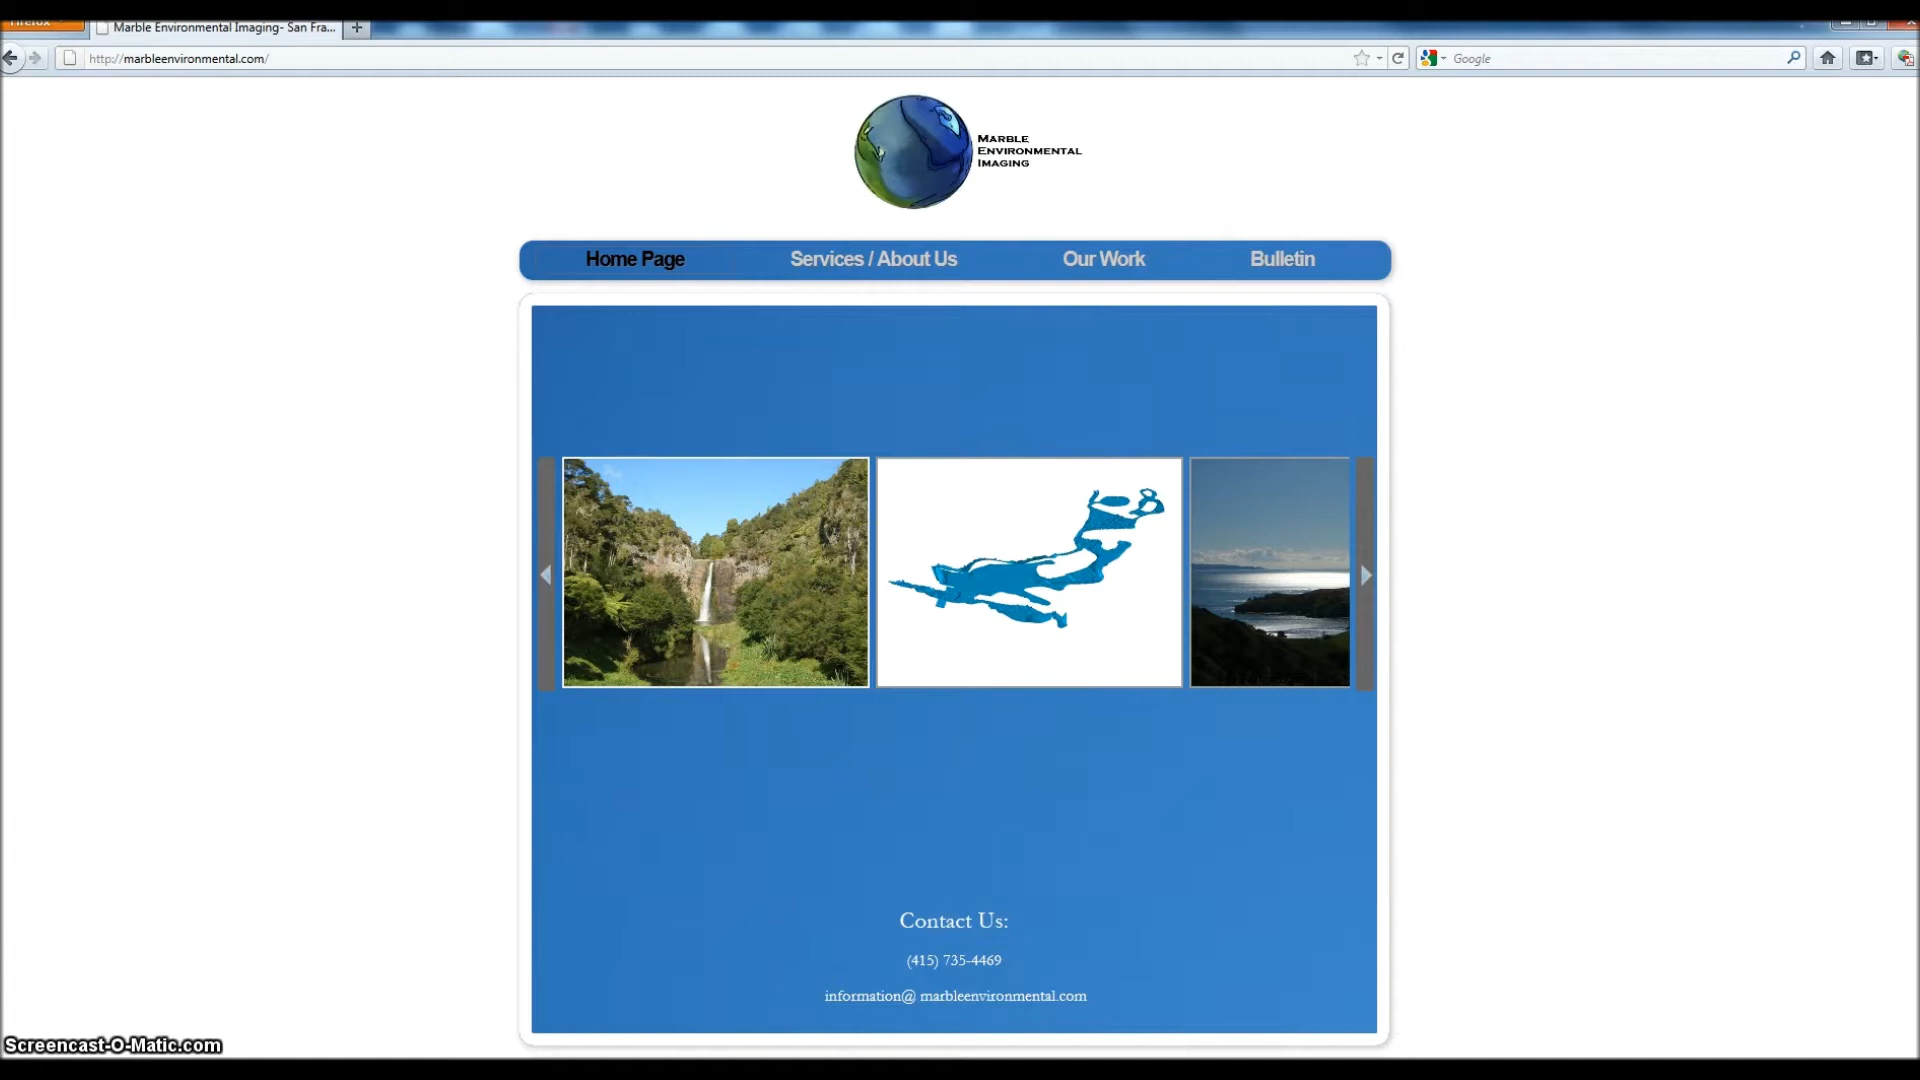 Firefox
Marble Environmental Imaging- San Fra...
http://marbleenvironmental.com/
Google
MARBLE
ENVIRONMENTAL
IMAGING
Home Page
Services / About Us
Our Work
Bulletin
Contact Us:
(415) 735-4469
information@ marbleenvironmental.com
Screencast-O-Matic.com